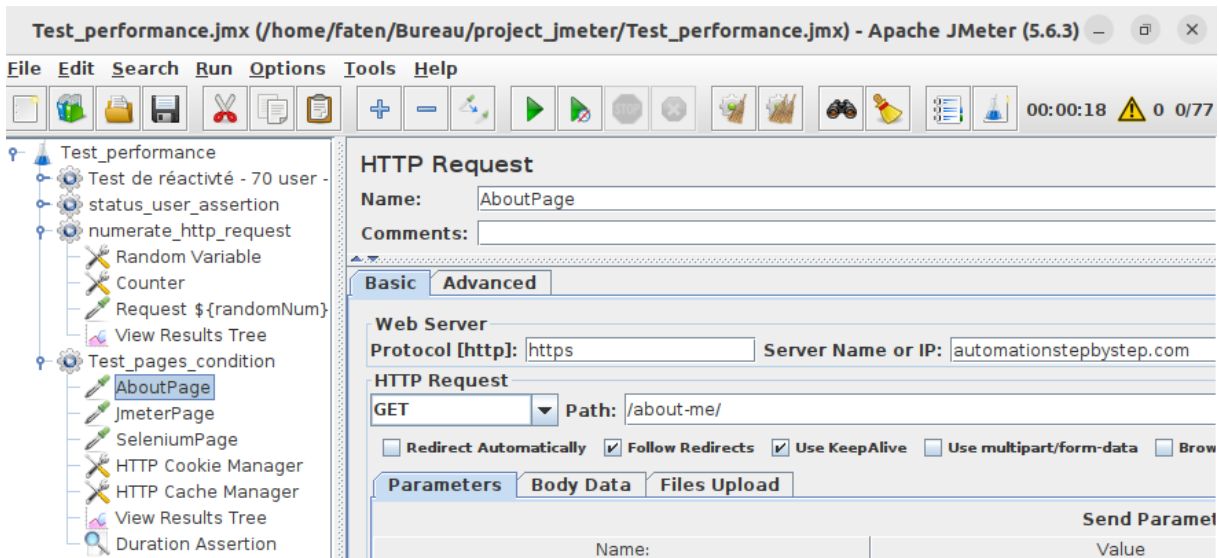 Test_performance.jmx (/home/faten/Bureau/project_jmeter/Test_performance.jmx) - Apache JMeter (5.6.3)
File Edit Search Run Options Tools Help
STOP 00:00:18 0 0/77
Test_performance
Test de réactivté - 70 user -
status_user_assertion
numerate_http_request
Random Variable
Counter
Request ${randomNum}
View Results Tree
Test_pages_condition
AboutPage
JmeterPage
SeleniumPage
HTTP Cookie Manager
HTTP Cache Manager
View Results Tree
Duration Assertion
HTTP Request
Name: AboutPage
Comments:
Basic Advanced
Web Server
Protocol [http]: https Server Name or IP: automationstepbystep.com
HTTP Request
GET Path: /about-me/
Redirect Automatically Follow Redirects Use KeepAlive Use multipart/form-data Brow
Parameters Body Data Files Upload
Send Paramet
Name: Value